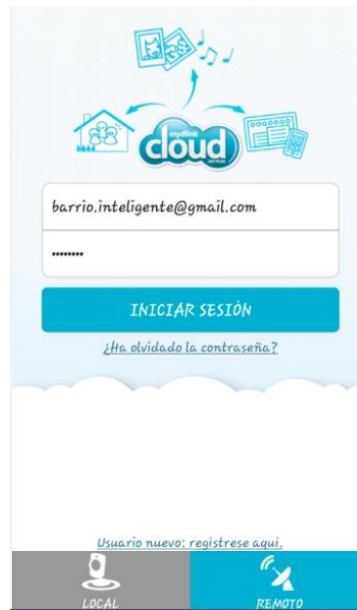 mydlink
cloud
services
barrio.inteligente@gmail.com
••••••••
INICIAR SESIÓN
¿Ha olvidado la contraseña?
Usuario nuevo: regístrese aquí.
LOCAL
REMOTO